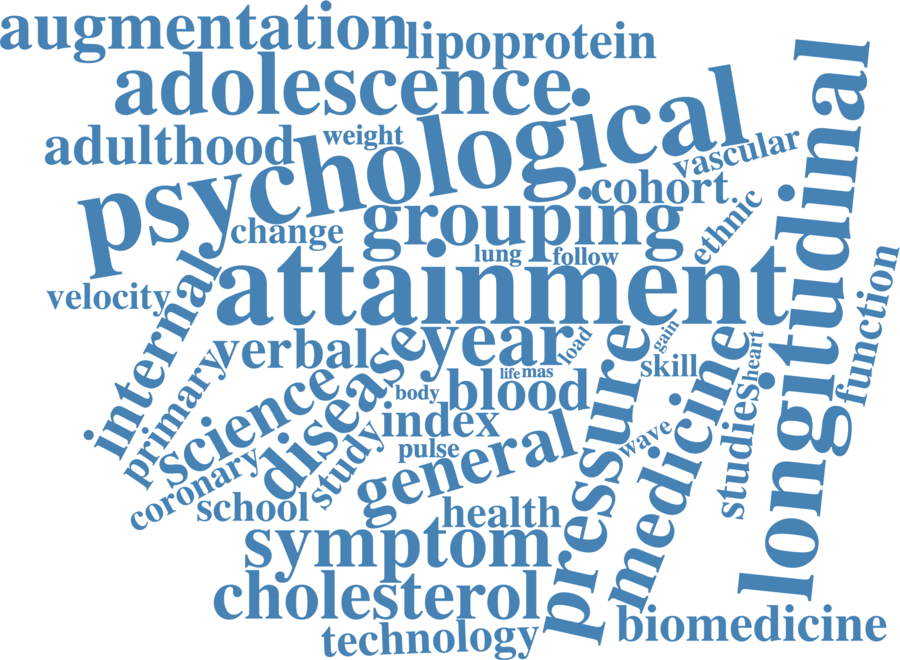 augmentation
lipoprotein
adolescence
adulthood
weight
psychological
vascular
longitudinal
cohort
grouping
change
ethnic
lung
follow
attainment
velocity
internal
function
verbal
year
load
gain
skill
heart
primary
disease
life
mas
body
blood
pressure
medicine
studies
science
index
study
pulse
wave
coronary
general
school
health
symptom
cholesterol
technology
biomedicine